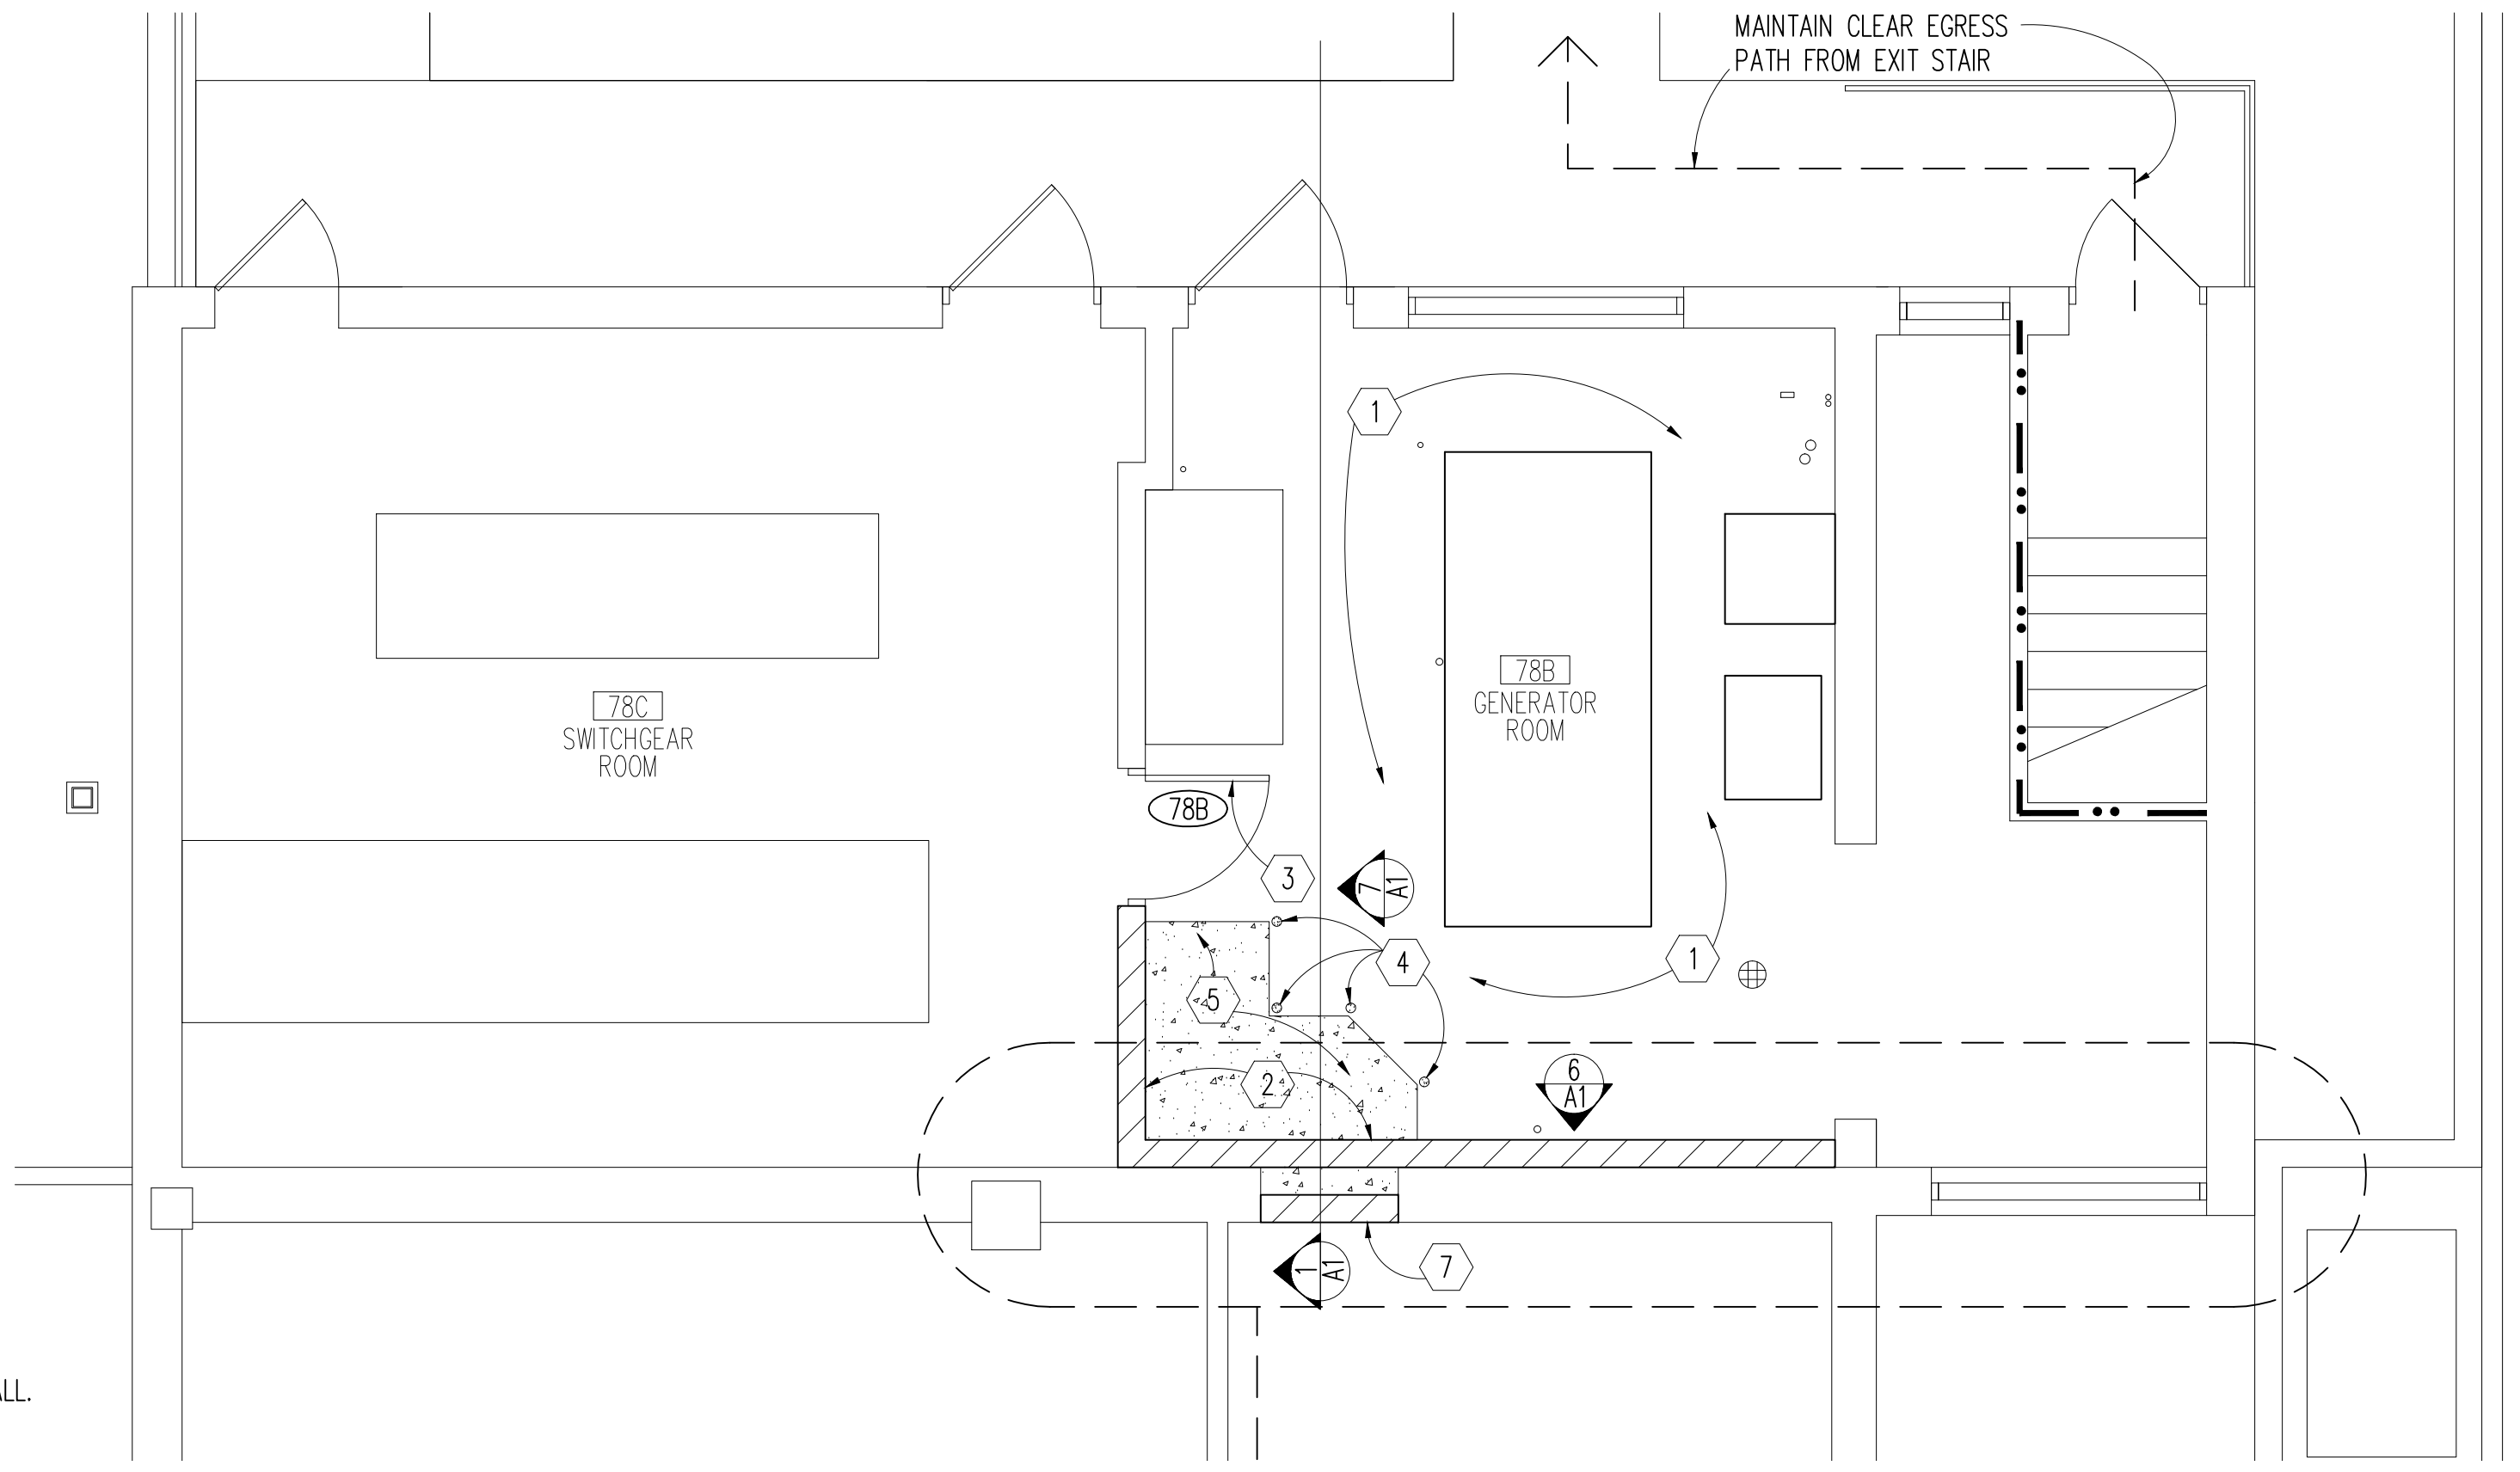 MAINTAIN CLEAR EGRESS
PATH FROM EXIT STAIR
1
78B
GENERATOR
ROOM
78C
SWITCHGEAR
ROOM
78B
3
7
A1
4
1
5
2
6
A1
1
A1
7
ALL.